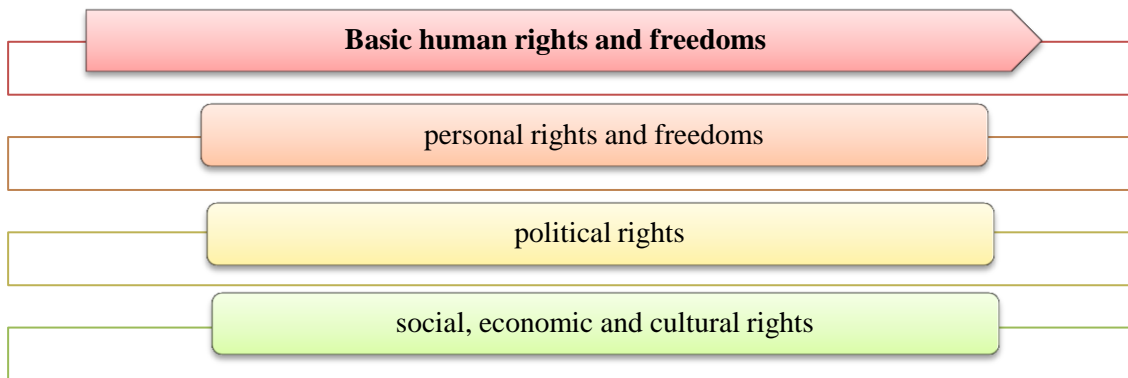 Basic human rights and freedoms
personal rights and freedoms
political rights
social, economic and cultural rights